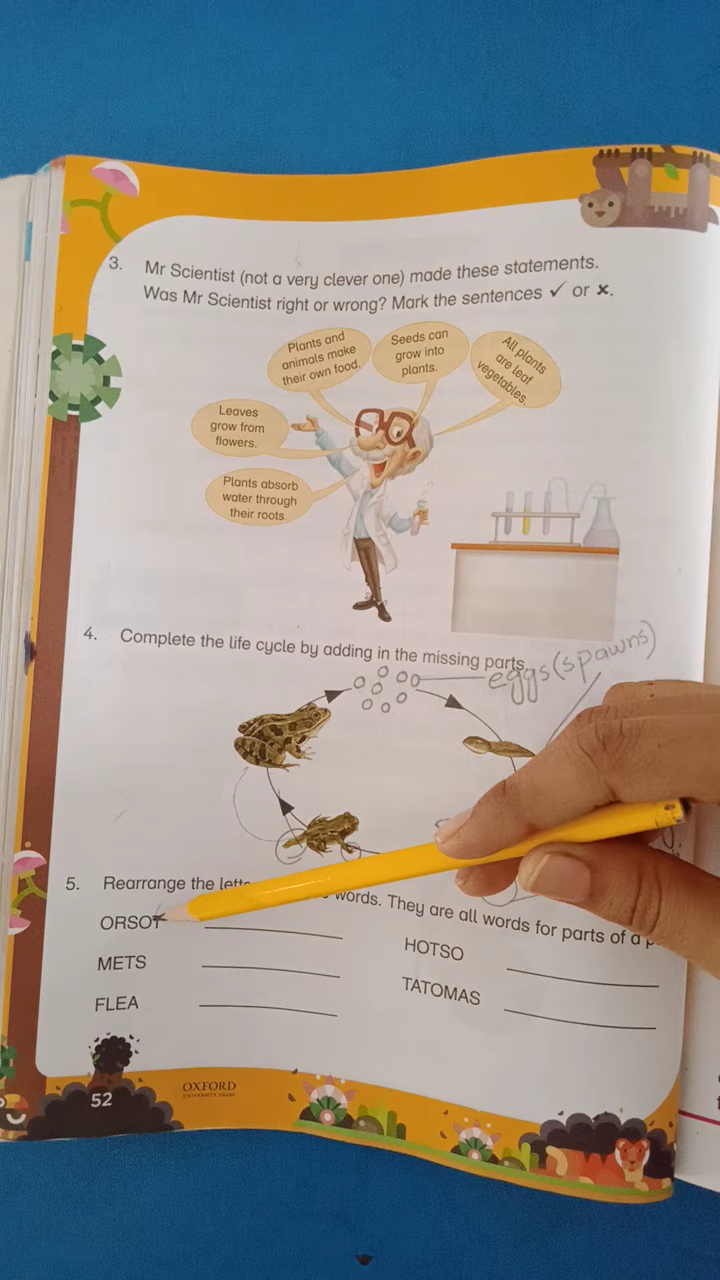 3. Mr Scientist (not a very clever one) made these statements.
Was Mr Scientist right or wrong? Mark the sentences ✓ or ✗.
Plants and
animals make
their own food.
Seeds can
grow into
plants.
All plants
are leaf
vegetables.
Leaves
grow from
flowers.
Plants absorb
water through
their roots.
4. Complete the life cycle by adding in the missing parts.
eggs (spawns)
5. Rearrange the words. They are all words for parts of a
ORSOT
HOTSO
METS
TATOMAS
FLEA
52
OXFORD
UNIVERSITY PRESS